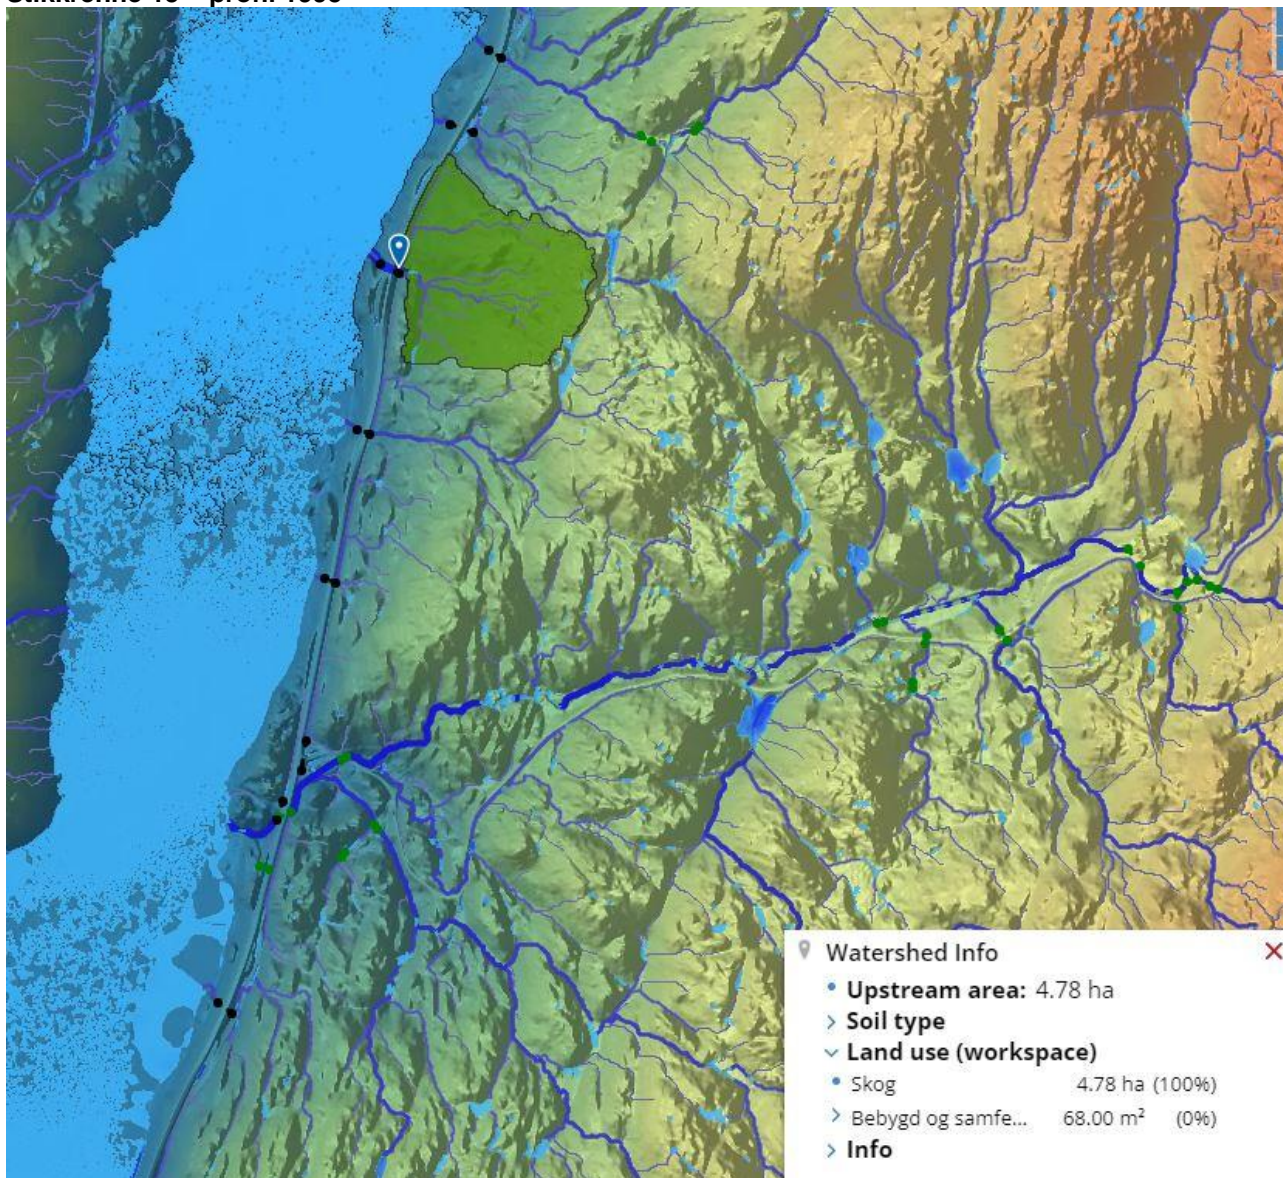 Watershed Info
Upstream area: 4.78 ha
Soil type
Land use (workspace)
Skog 4.78 ha (100%)
Bebygd og samfe... 68.00 m² (0%)
Info